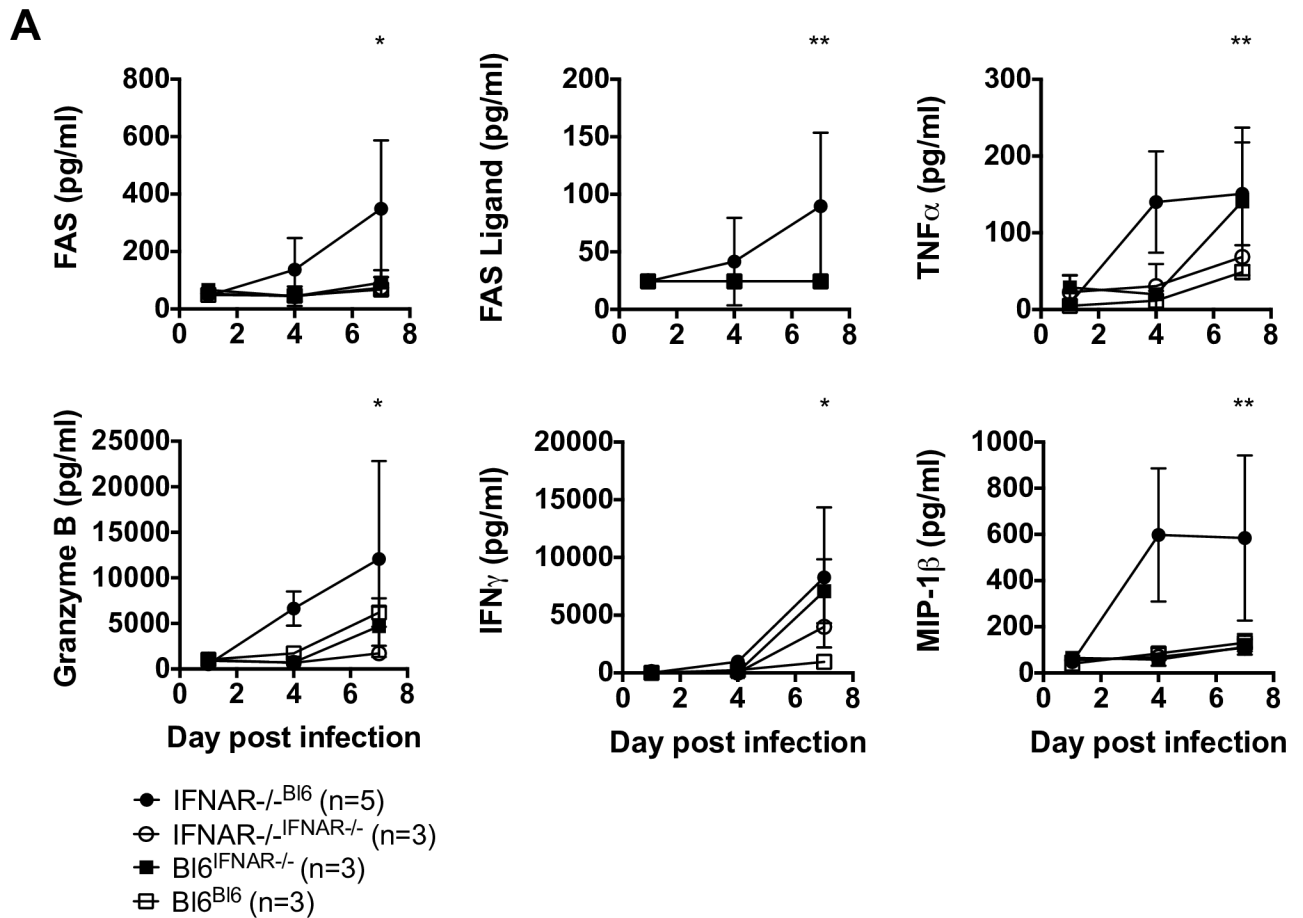 A
*
**
**
FAS (pg/ml)
800
600
400
200
0
0 2 4 6 8
FAS Ligand (pg/ml)
200
150
100
50
0
0 2 4 6 8
TNFα (pg/ml)
300
200
100
0
0 2 4 6 8
*
*
**
Granzyme B (pg/ml)
25000
20000
15000
10000
5000
0
0 2 4 6 8
Day post infection
IFNγ (pg/ml)
20000
15000
10000
5000
0
0 2 4 6 8
Day post infection
MIP-1β (pg/ml)
1000
800
600
400
200
0
0 2 4 6 8
Day post infection
IFNAR-/-Bl6 (n=5)
IFNAR-/-IFNAR-/- (n=3)
Bl6IFNAR-/- (n=3)
Bl6Bl6 (n=3)